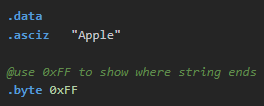 .data
.asciz "Apple"
@use 0xFF to show where string ends
.byte 0xFF